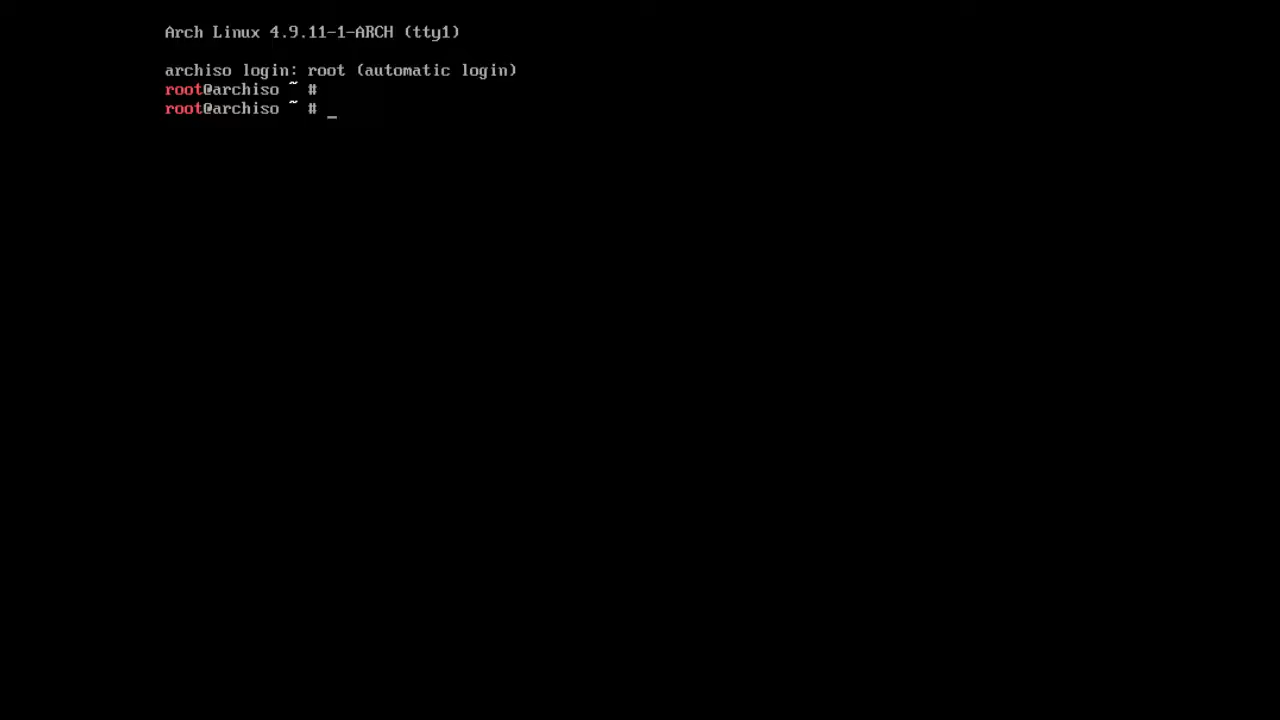 Arch Linux 4.9.11-1-ARCH (tty1)
archiso login: root (automatic login)
root@archiso ~ #
root@archiso ~ # _